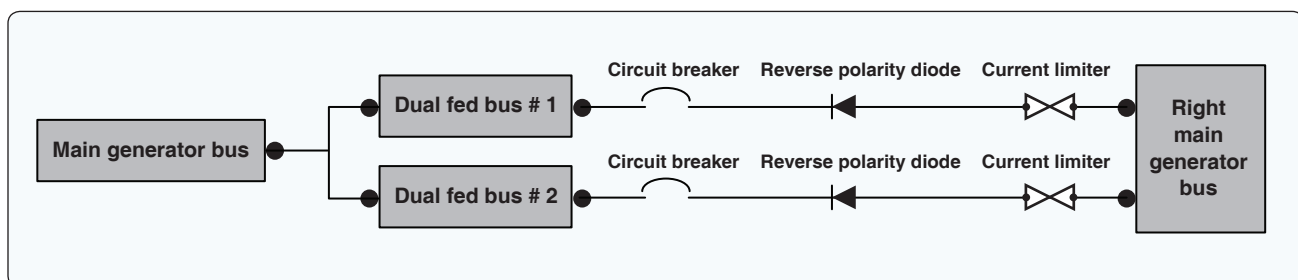 Main generator bus
Dual fed bus # 1
Circuit breaker
Reverse polarity diode
Current limiter
Dual fed bus # 2
Circuit breaker
Reverse polarity diode
Current limiter
Right
main
generator
bus